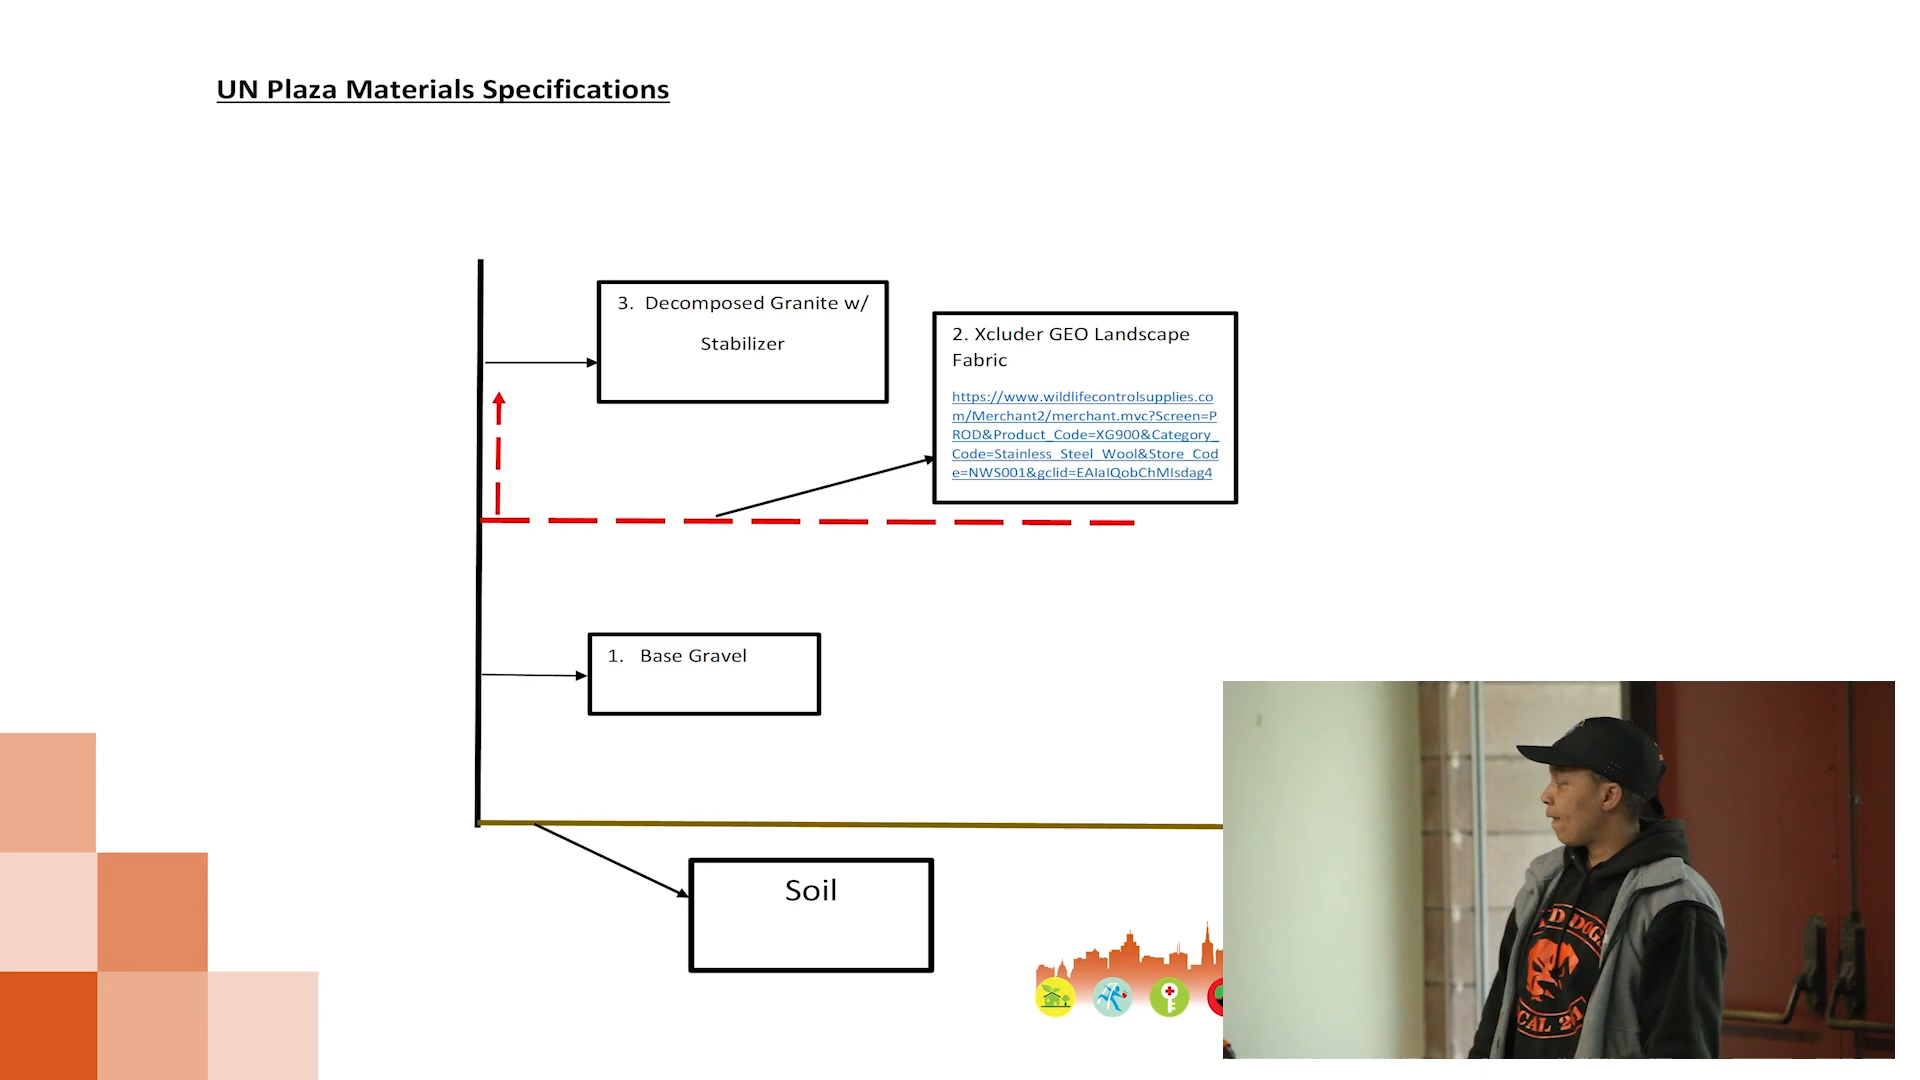 UN Plaza Materials Specifications
3. Decomposed Granite w/
Stabilizer
2. Xcluder GEO Landscape
Fabric
https://www.wildlifecontrolsupplies.co
m/Merchant2/merchant.mvc?Screen=P
ROD&Product_Code=XG900&Category_
Code=Stainless_Steel_Wool&Store_Cod
e=NWS001&gclid=EAIaIQobChMIsdag4
1. Base Gravel
Soil